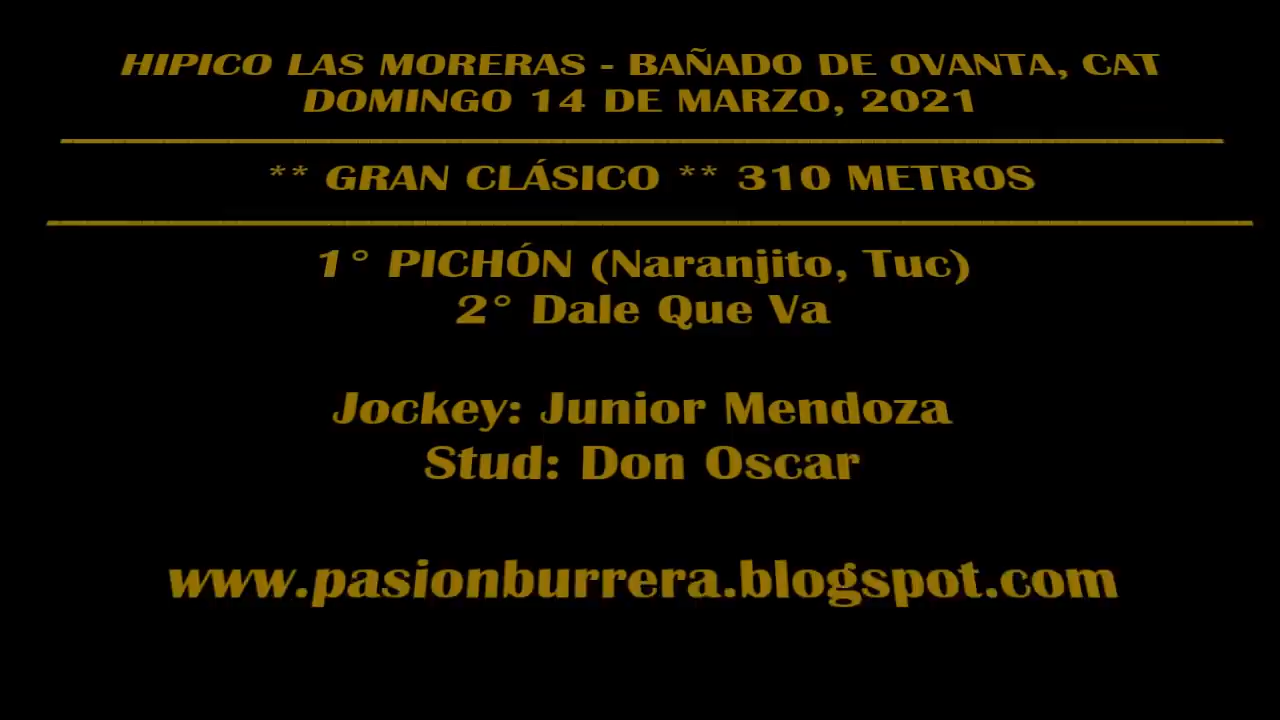 HIPICO LAS MORERAS - BAÑADO DE OVANTA, CAT
DOMINGO 14 DE MARZO, 2021
** GRAN CLÁSICO ** 310 METROS
1° PICHÓN (Naranjito, Tuc)
2° Dale Que Va
Jockey: Junior Mendoza
Stud: Don Oscar
www.pasionburrera.blogspot.com